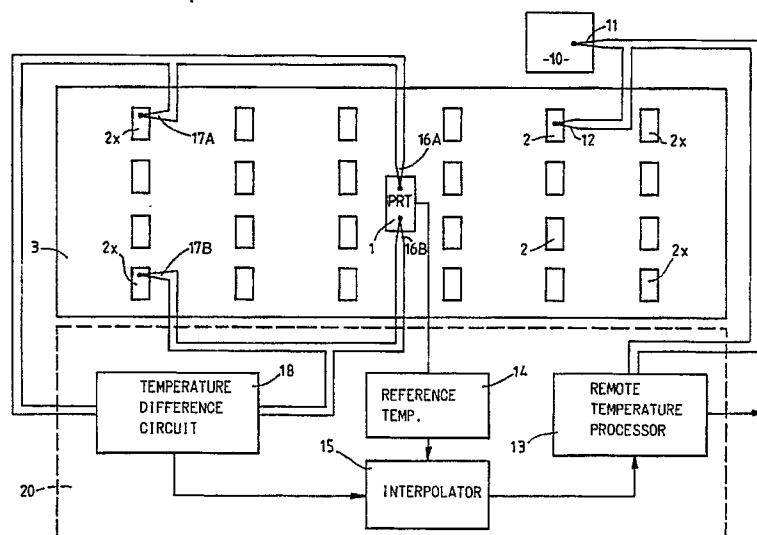 11
-10-
2x
17A
16A
2
12
2x
PRT
1
16B
3
2x
17B
2
2x
18
TEMPERATURE
DIFFERENCE
CIRCUIT
14
REFERENCE
TEMP.
REMOTE
TEMPERATURE
PROCESSOR
13
15
INTERPOLATOR
20